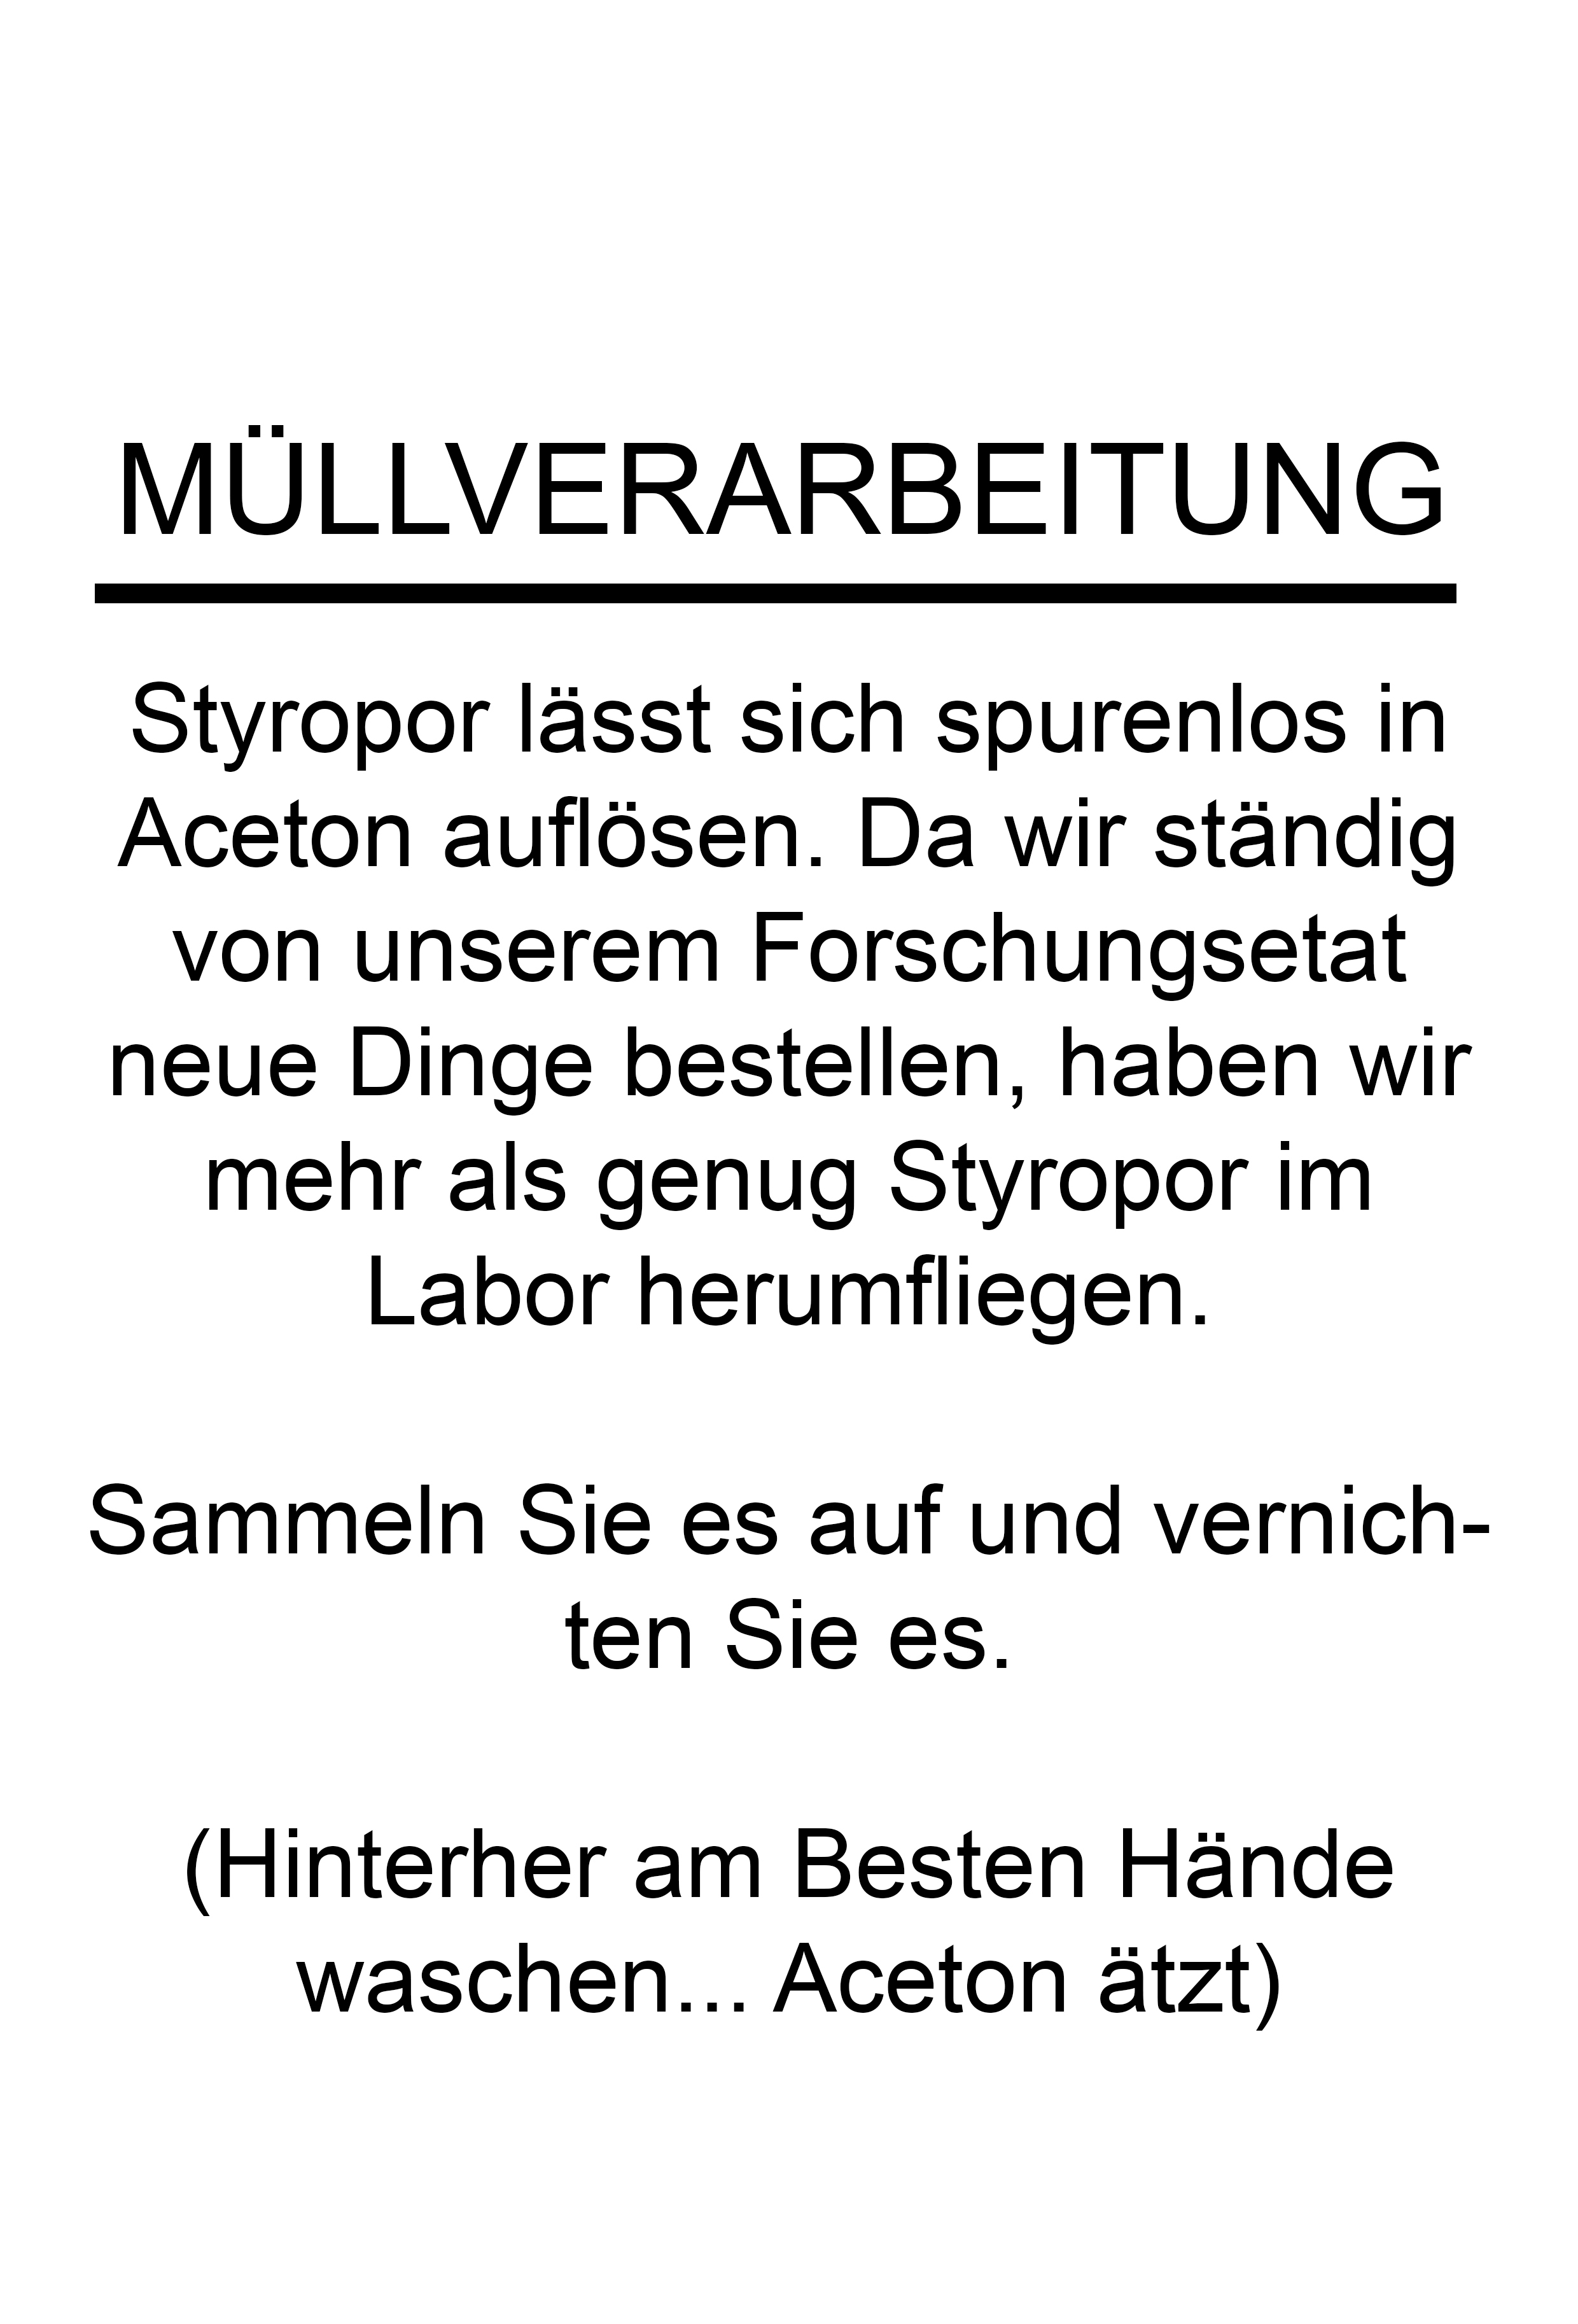 MÜLLVERARBEITUNG
Styropor lässt sich spurenlos in
Aceton auflösen. Da wir ständig
von unserem Forschungsetat
neue Dinge bestellen, haben wir
mehr als genug Styropor im
Labor herumfliegen.
Sammeln Sie es auf und vernich-
ten Sie es.
(Hinterher am Besten Hände
waschen... Aceton ätzt)